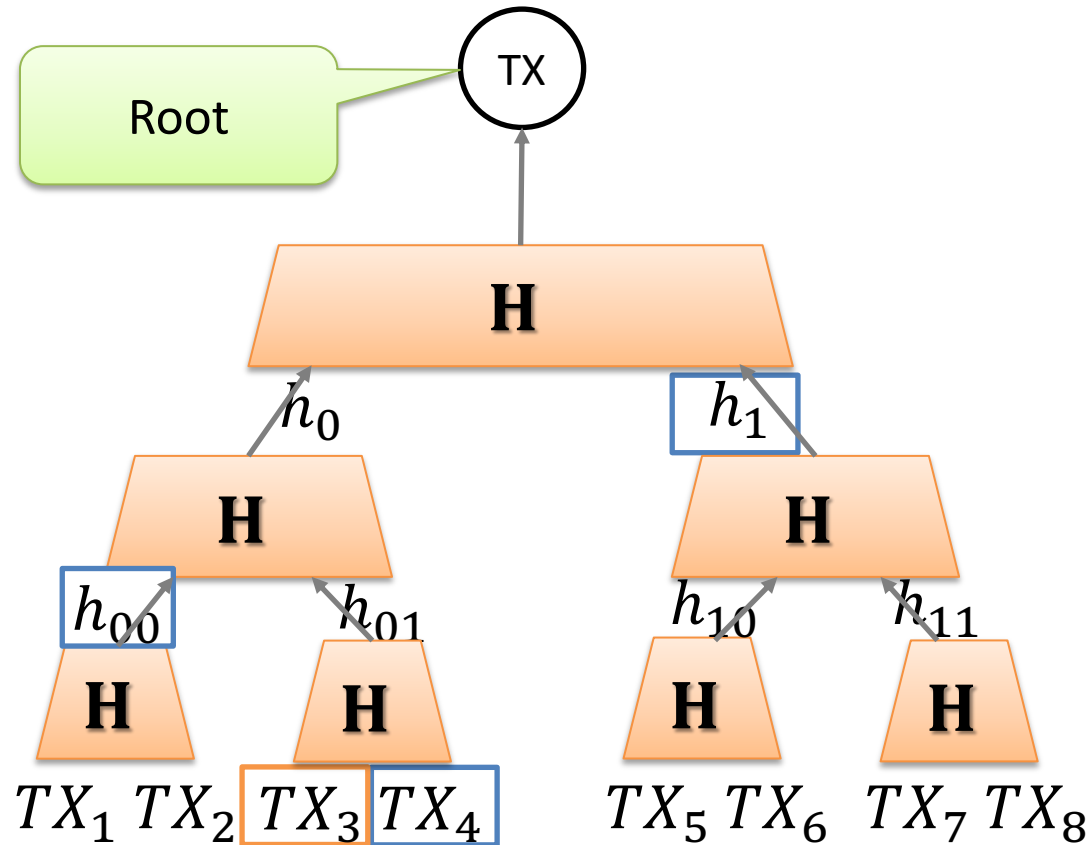 TX
Root
H
h₀ h₁
H H
h₀₀ h₀₁ h₁₀ h₁₁
H H H H
TX₁ TX₂ TX₃ TX₄ TX₅ TX₆ TX₇ TX₈